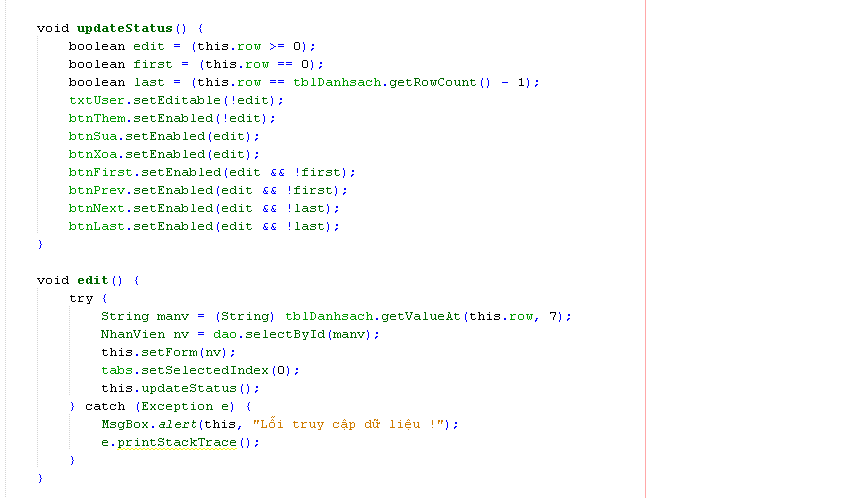 void updateStatus() {
boolean edit = (this.row >= 0);
boolean first = (this.row == 0);
boolean last = (this.row == tblDanhsach.getRowCount() - 1);
txtUser.setEditable(!edit);
btnThem.setEnabled(!edit);
btnSua.setEnabled(edit);
btnXoa.setEnabled(edit);
btnFirst.setEnabled(edit && !first);
btnPrev.setEnabled(edit && !first);
btnNext.setEnabled(edit && !last);
btnLast.setEnabled(edit && !last);
}
void edit() {
try {
String manv = (String) tblDanhsach.getValueAt(this.row, 7);
NhanVien nv = dao.selectById(manv);
this.setForm(nv);
tabs.setSelectedIndex(0);
this.updateStatus();
} catch (Exception e) {
MsgBox.alert(this, "Lỗi truy cập dữ liệu !");
e.printStackTrace();
}
}